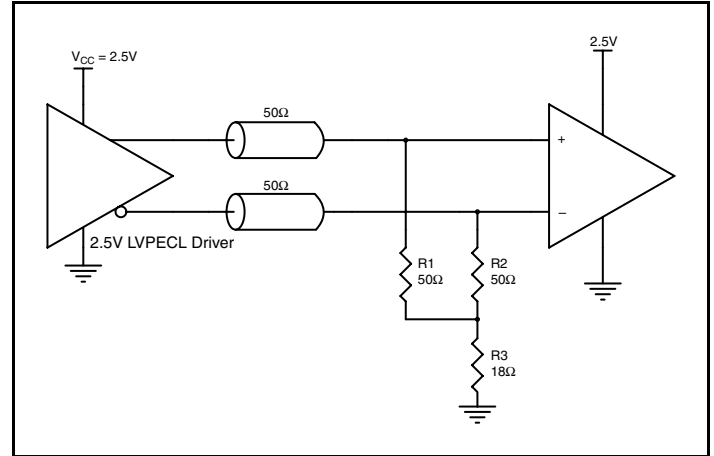 V_CC = 2.5V
2.5V
50Ω
+
50Ω
–
2.5V LVPECL Driver
R1
50Ω
R2
50Ω
R3
18Ω